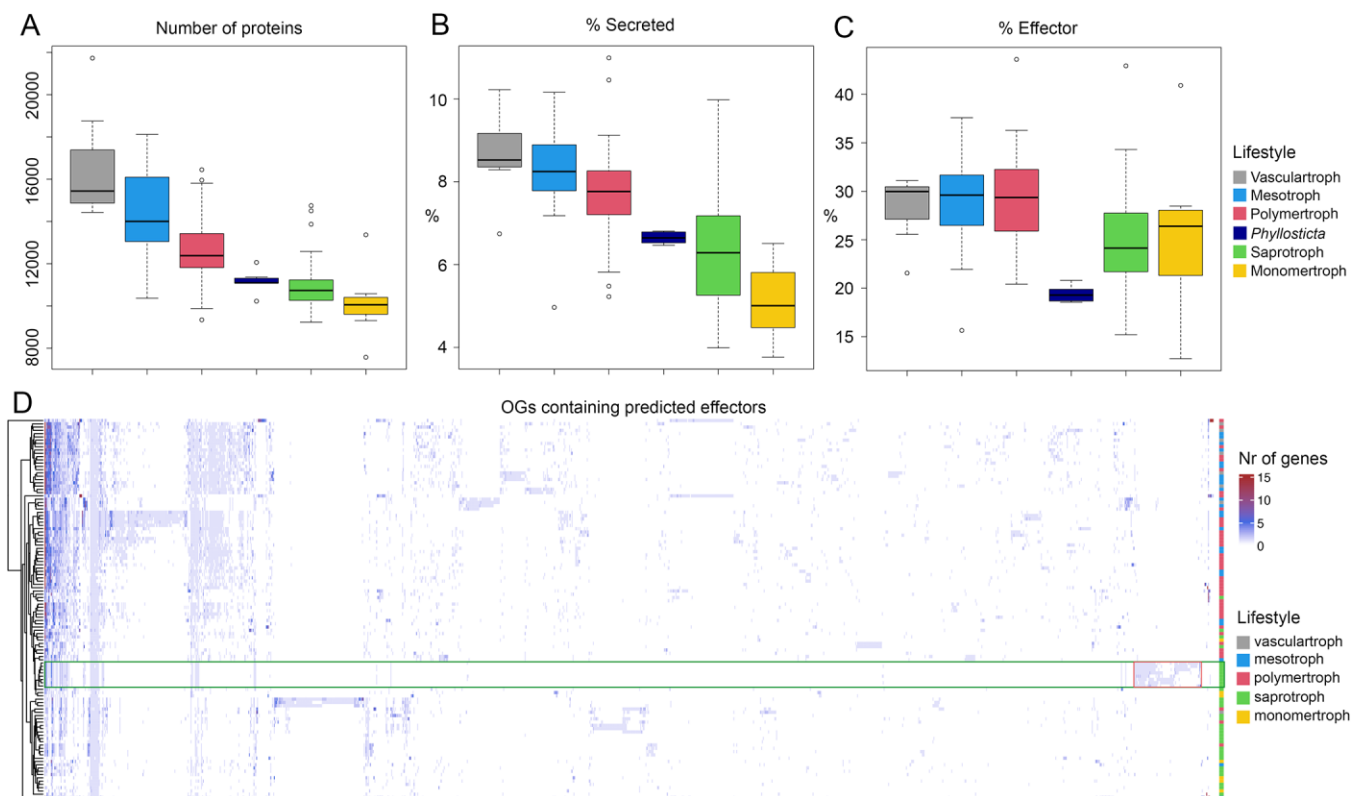 A
Number of proteins
20000
16000
12000
8000
B
% Secreted
10
8
%
6
4
C
% Effector
40
35
30
%
25
20
15
Lifestyle
Vasculartroph
Mesotroph
Polymertroph
Phyllosticta
Saprotroph
Monomertroph
D
OGs containing predicted effectors
Nr of genes
15
10
5
0
Lifestyle
vasculartroph
mesotroph
polymertroph
saprotroph
monomertroph